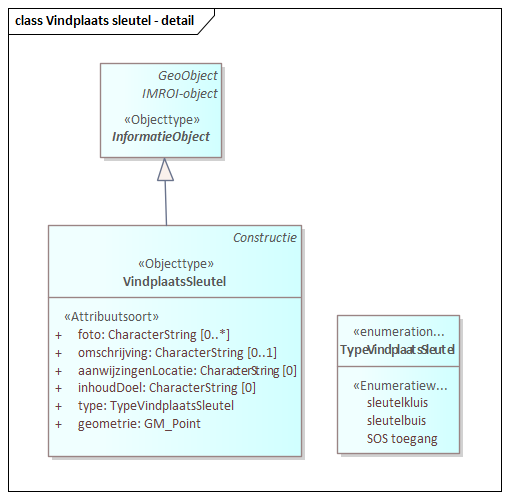 class Vindplaats sleutel - detail
GeoObject
IMROI-object
«Objecttype»
InformatieObject
Constructie
«Objecttype»
VindplaatsSleutel
«Attribuutsoort»
+ foto: CharacterString [0..*]
+ omschrijving: CharacterString [0..1]
+ aanwijzingenLocatie: CharacterString [0]
+ inhoudDoel: CharacterString [0]
+ type: TypeVindplaatsSleutel
+ geometrie: GM_Point
«enumeration...
TypeVindplaatsSleutel
«Enumeratiew...
sleutelkluis
sleutelbuis
SOS toegang